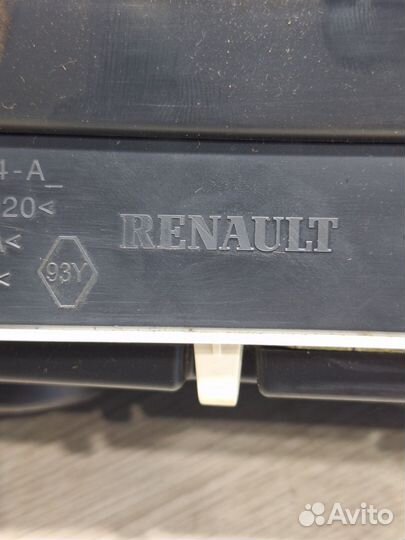 4-A_
20<
RENAULT
<
93Y
<
Avito